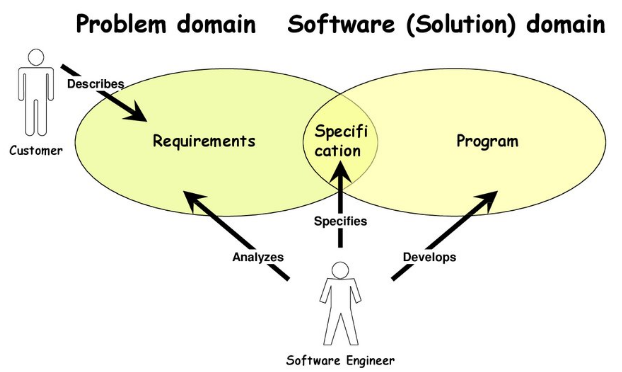 Problem domain
Software (Solution) domain
Describes
Customer
Requirements
Specifi
cation
Program
Specifies
Analyzes
Develops
Software Engineer